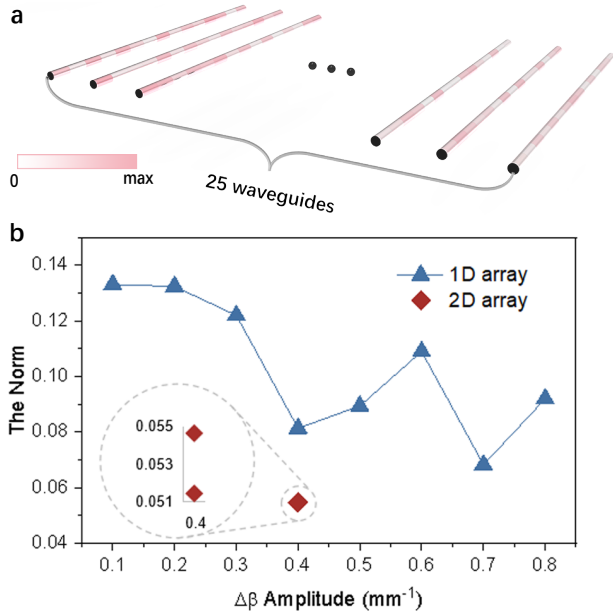 a
0 max
25 waveguides
b
1D array
2D array
The Norm
0.14
0.12
0.10
0.08
0.06
0.04
0.055
0.053
0.051
0.4
0.1 0.2 0.3 0.4 0.5 0.6 0.7 0.8
Δβ Amplitude (mm⁻¹)